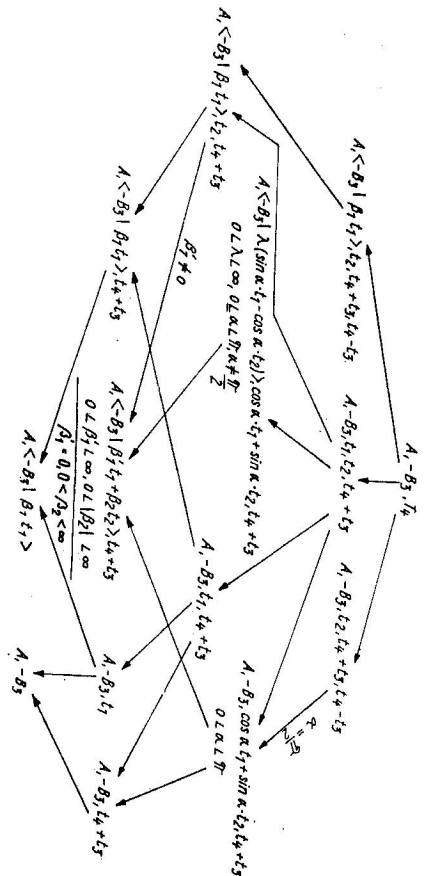 A, -B₃, T₄
A, <-B₃ | β₁t₁>, t₂, t₄+t₃, t₄-t₃
A, -B₃, t₁, t₂, t₄+t₃
A, -B₃, t₂, t₄+t₃, t₄-t₃
α = π/2
A, <-B₃ | β₁t₁>, t₂, t₄+t₃
A, <-B₃ | λ(sin α·t₁-cos α·t₂)>, cos α·t₁+sin α·t₂, t₄+t₃
0 L λ L ∞, 0 L α L π, α ≠ π/2
A, -B₃, cos α t₁+sin α·t₂, t₄+t₃
0 L α L π
β₁' ≠ 0
A, -B₃, t₁, t₄+t₃
A, <-B₃ | β₁t₁>, t₄+t₃
A, <-B₃ | β₁'t₁+β₂t₂>, t₄+t₃
0 L β₁' L ∞, 0 L |β₂| L ∞
β₁' = 0, 0 < β₂ < ∞
A, -B₃, t₁
A, -B₃, t₄+t₃
A <-B₃ | β₁t₁>
A, -B₃